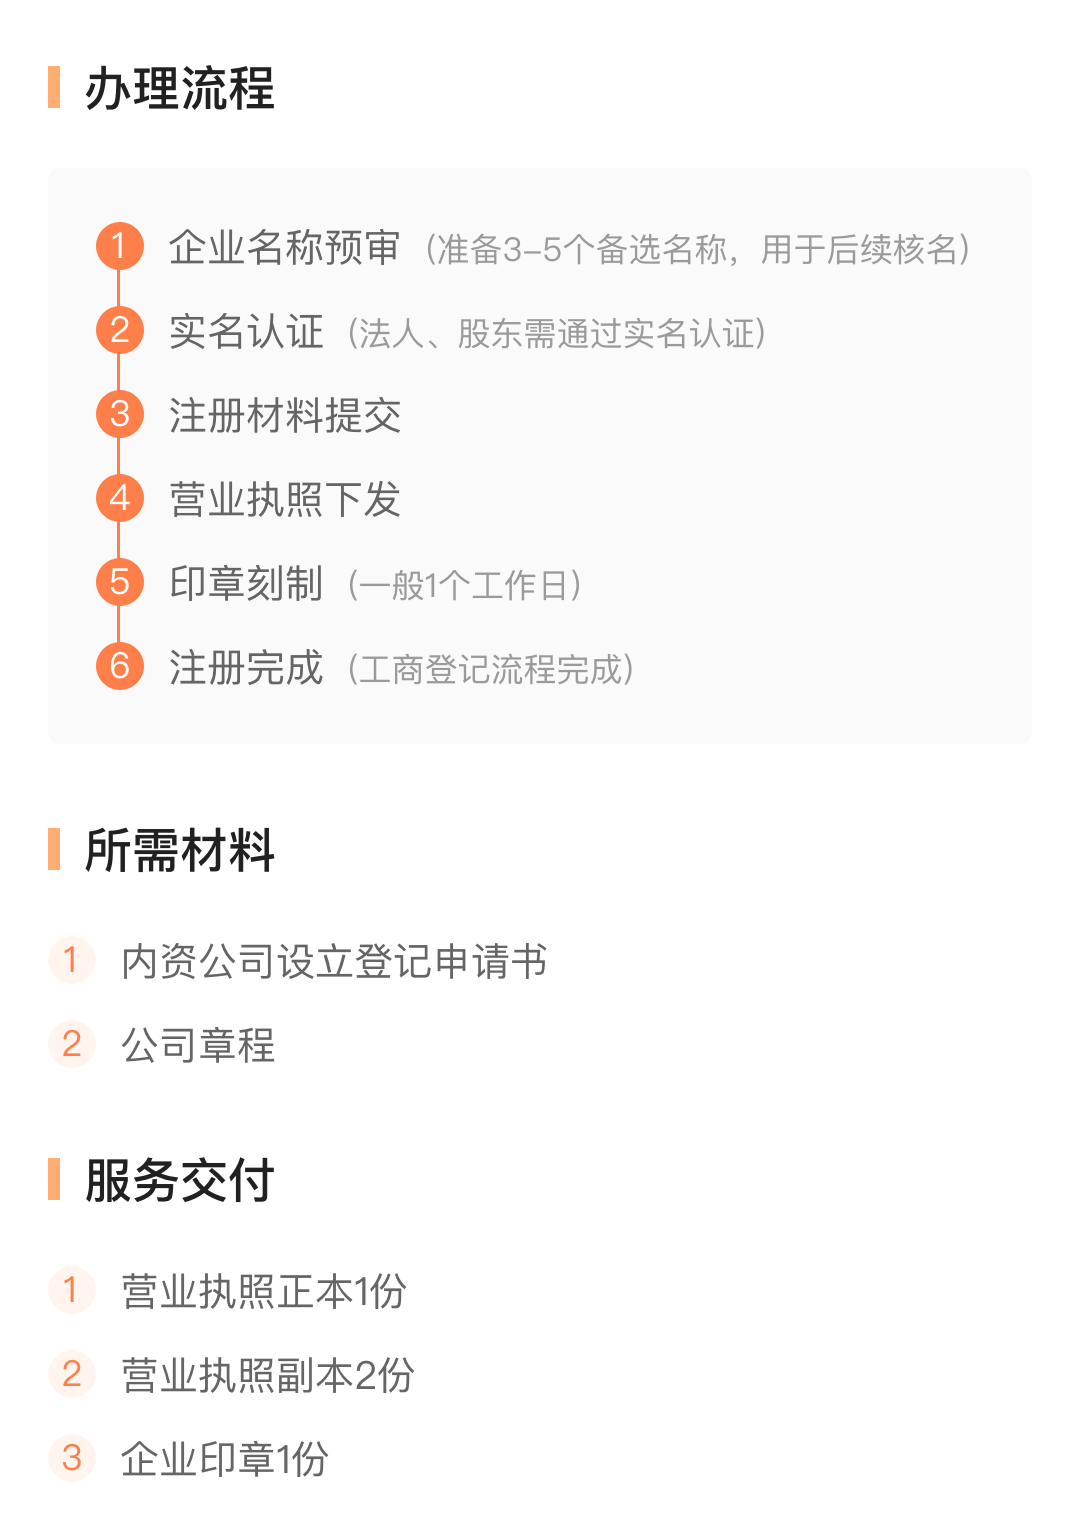 办理流程
1 企业名称预审（准备3-5个备选名称，用于后续核名）
2 实名认证（法人、股东需通过实名认证）
3 注册材料提交
4 营业执照下发
5 印章刻制（一般1个工作日）
6 注册完成（工商登记流程完成）
所需材料
1 内资公司设立登记申请书
2 公司章程
服务交付
1 营业执照正本1份
2 营业执照副本2份
3 企业印章1份